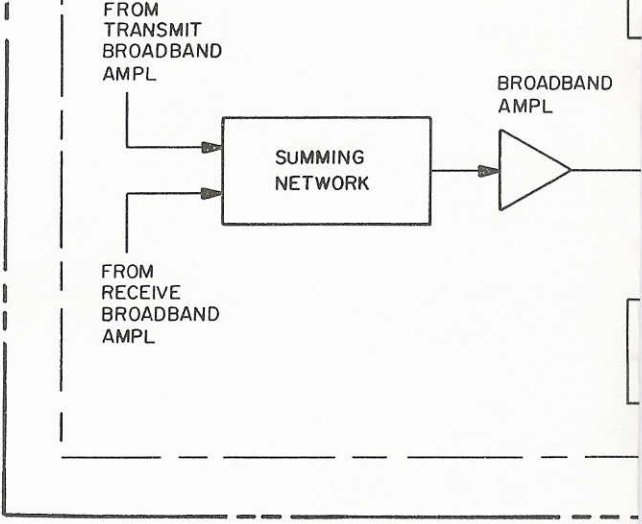 FROM
TRANSMIT
BROADBAND
AMPL
BROADBAND
AMPL
SUMMING
NETWORK
FROM
RECEIVE
BROADBAND
AMPL